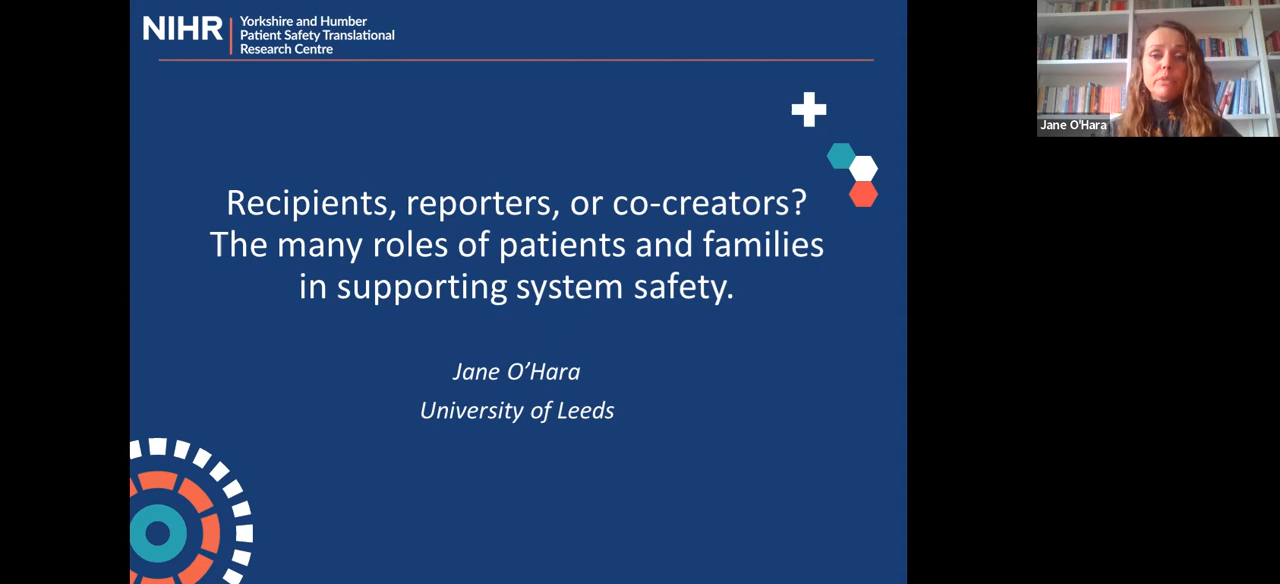 NIHR
Yorkshire and Humber
Patient Safety Translational
Research Centre
Recipients, reporters, or co-creators?
The many roles of patients and families
in supporting system safety.
Jane O’Hara
University of Leeds
Jane O'Hara